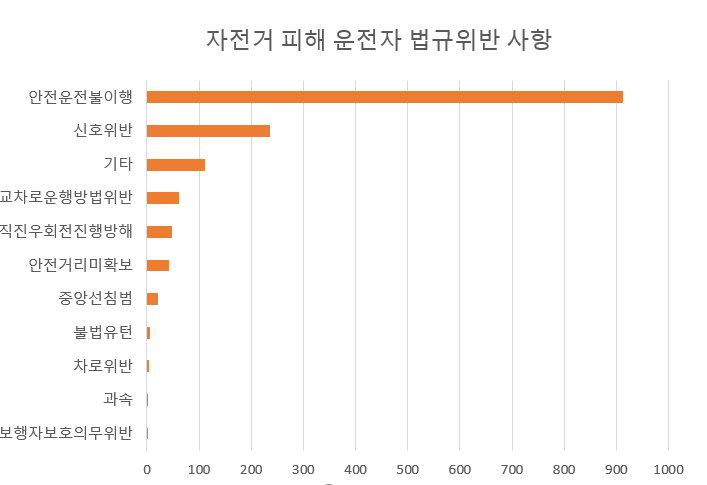 자전거 피해 운전자 법규위반 사항
안전운전불이행
신호위반
기타
교차로운행방법위반
직진우회전진행방해
안전거리미확보
중앙선침범
불법유턴
차로위반
과속
보행자보호의무위반
0 100 200 300 400 500 600 700 800 900 1000